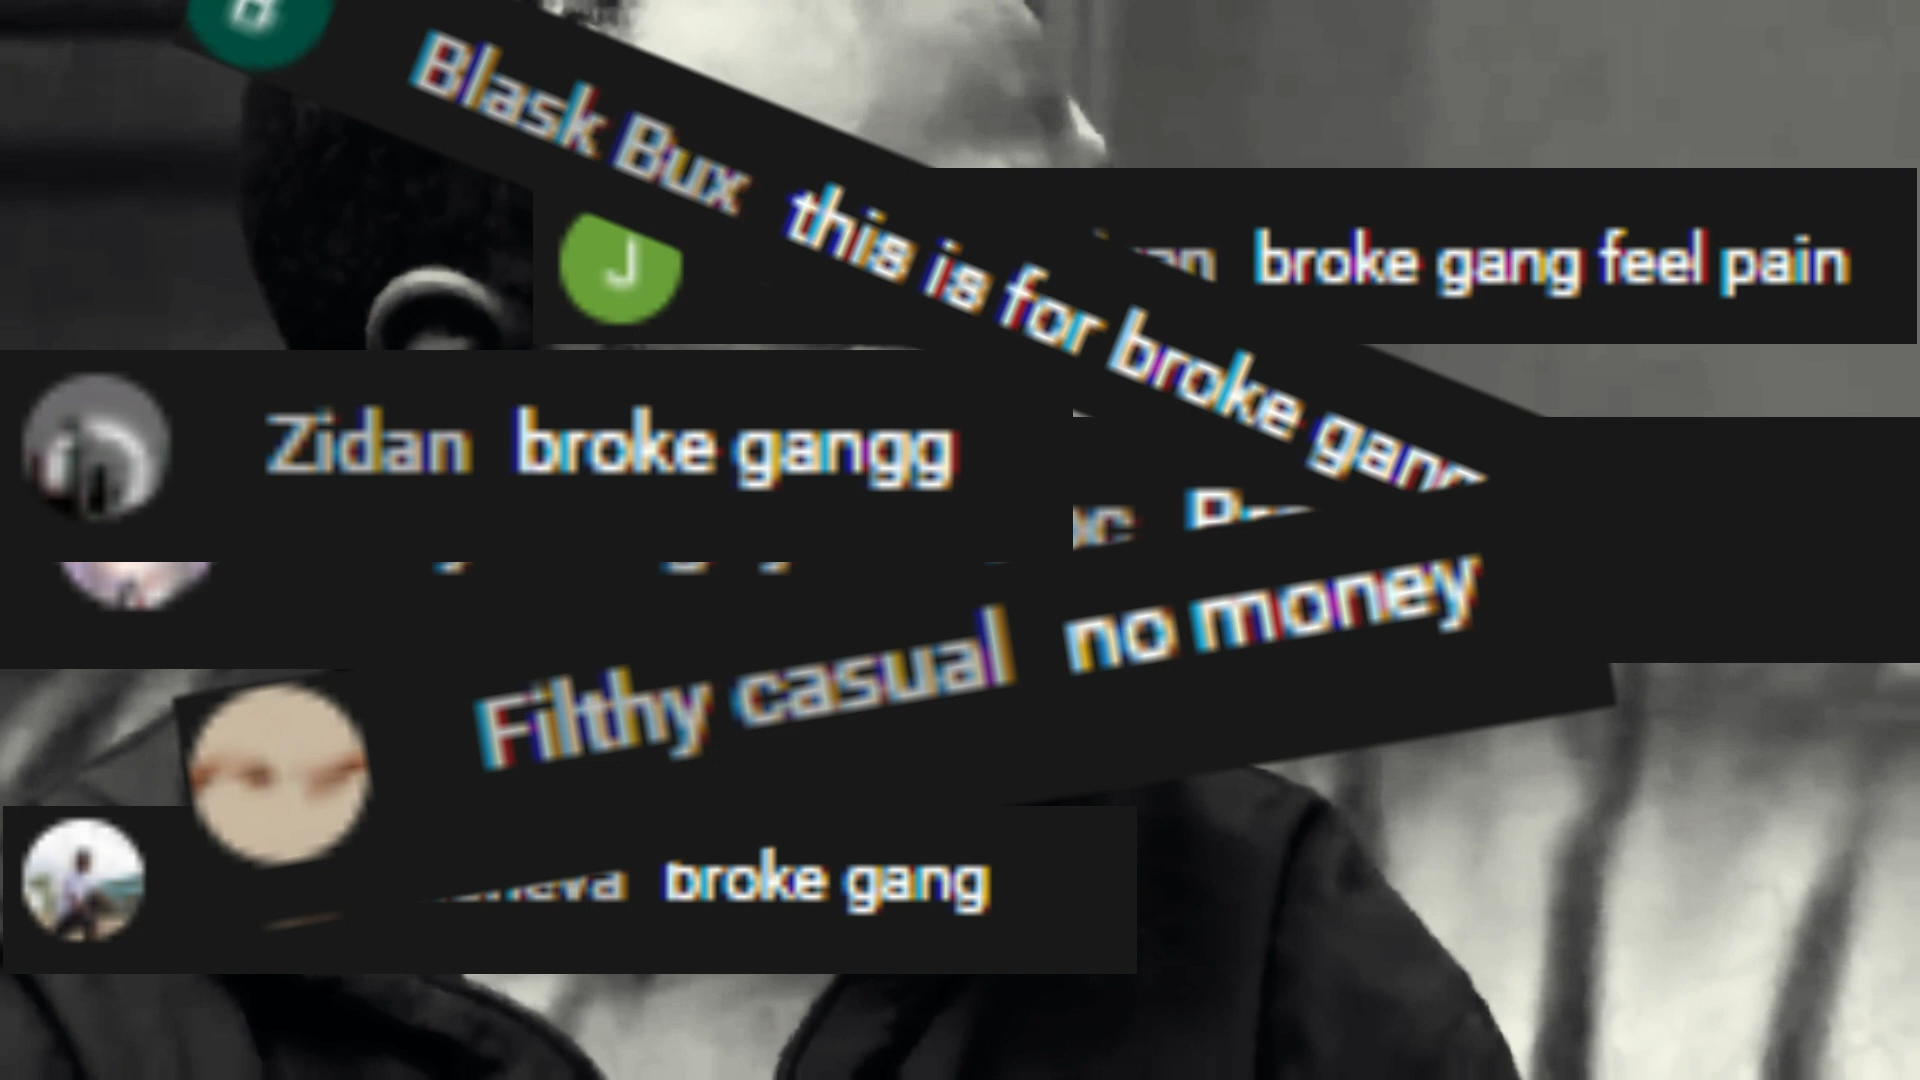 B
Blask Bux this is for broke gang
J
broke gang feel pain
Zidan broke gangg
Filthy casual no money
broke gang